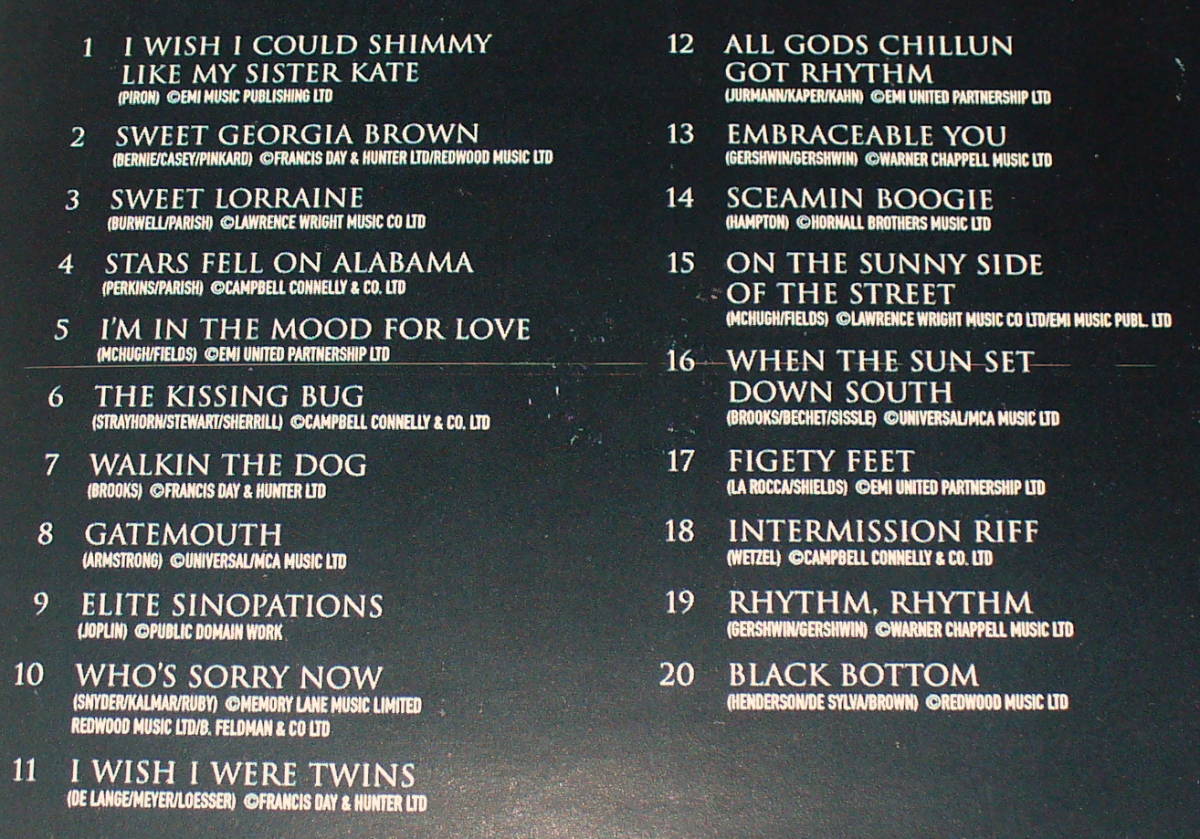 1 I WISH I COULD SHIMMY
LIKE MY SISTER KATE
(PIRON) ©EMI MUSIC PUBLISHING LTD
2 SWEET GEORGIA BROWN
(BERNIE/CASEY/PINKARD) ©FRANCIS DAY & HUNTER LTD/REDWOOD MUSIC LTD
3 SWEET LORRAINE
(BURWELL/PARISH) ©LAWRENCE WRIGHT MUSIC CO LTD
4 STARS FELL ON ALABAMA
(PERKINS/PARISH) ©CAMPBELL CONNELLY & CO. LTD
5 I'M IN THE MOOD FOR LOVE
(MCHUGH/FIELDS) ©EMI UNITED PARTNERSHIP LTD
6 THE KISSING BUG
(STRAYHORN/STEWART/SHERRILL) ©CAMPBELL CONNELLY & CO. LTD
7 WALKIN THE DOG
(BROOKS) ©FRANCIS DAY & HUNTER LTD
8 GATEMOUTH
(ARMSTRONG) ©UNIVERSAL/MCA MUSIC LTD
9 ELITE SINOPATIONS
(JOPLIN) ©PUBLIC DOMAIN WORK
10 WHO'S SORRY NOW
(SNYDER/KALMAR/RUBY) ©MEMORY LANE MUSIC LIMITED
REDWOOD MUSIC LTD/B. FELDMAN & CO LTD
11 I WISH I WERE TWINS
(DE LANGE/MEYER/LOESSER) ©FRANCIS DAY & HUNTER LTD
12 ALL GODS CHILLUN
GOT RHYTHM
(JURMANN/KAPER/KAHN) ©EMI UNITED PARTNERSHIP LTD
13 EMBRACEABLE YOU
(GERSHWIN/GERSHWIN) ©WARNER CHAPPELL MUSIC LTD
14 SCEAMIN BOOGIE
(HAMPTON) ©HORNALL BROTHERS MUSIC LTD
15 ON THE SUNNY SIDE
OF THE STREET
(MCHUGH/FIELDS) ©LAWRENCE WRIGHT MUSIC CO LTD/EMI MUSIC PUBL. LTD
16 WHEN THE SUN SET
DOWN SOUTH
(BROOKS/BECHET/SISSLE) ©UNIVERSAL/MCA MUSIC LTD
17 FIGETY FEET
(LA ROCCA/SHIELDS) ©EMI UNITED PARTNERSHIP LTD
18 INTERMISSION RIFF
(WETZEL) ©CAMPBELL CONNELLY & CO. LTD
19 RHYTHM, RHYTHM
(GERSHWIN/GERSHWIN) ©WARNER CHAPPELL MUSIC LTD
20 BLACK BOTTOM
(HENDERSON/DE SYLVA/BROWN) ©REDWOOD MUSIC LTD